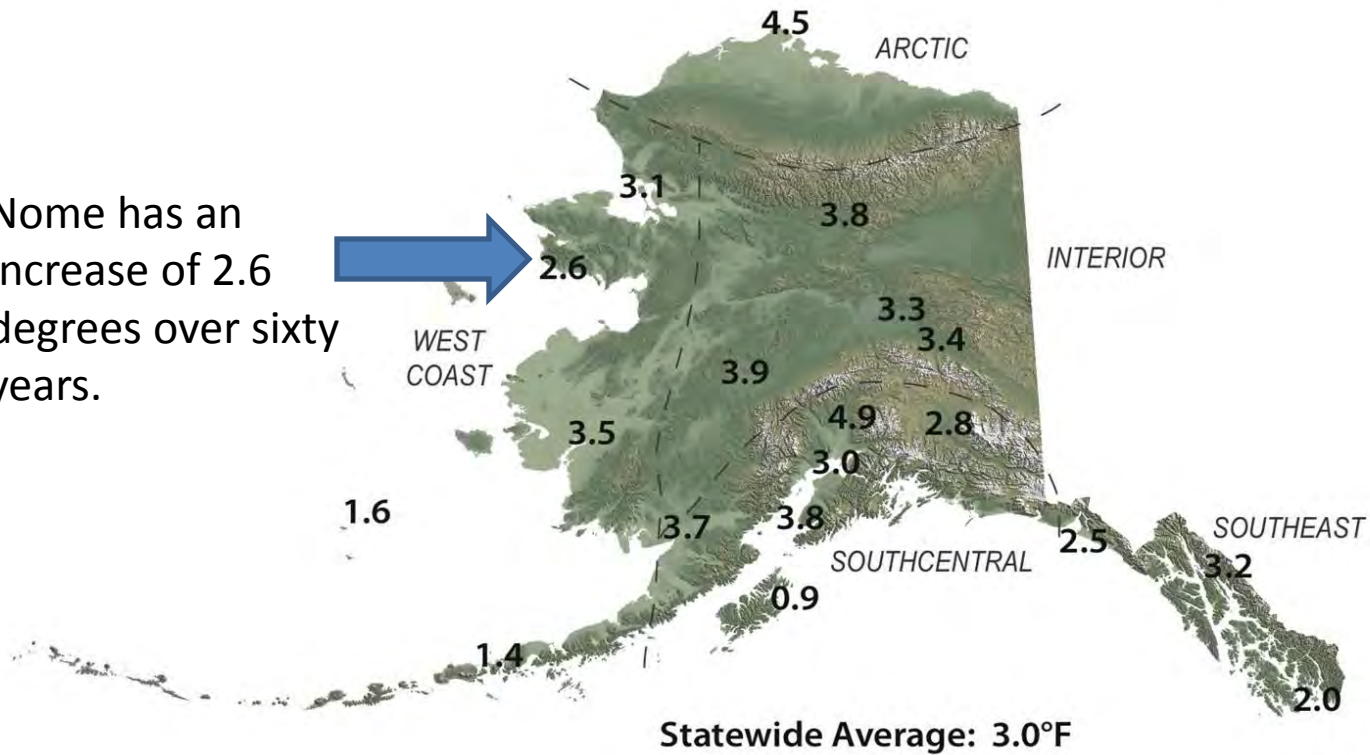 4.5
ARCTIC
3.1
3.8
Nome has an
increase of 2.6
degrees over sixty
years.
2.6
INTERIOR
WEST
COAST
3.3
3.4
3.9
4.9
2.8
3.5
3.0
1.6
3.7
3.8
2.5
SOUTHEAST
SOUTHCENTRAL
3.2
0.9
1.4
2.0
Statewide Average: 3.0°F